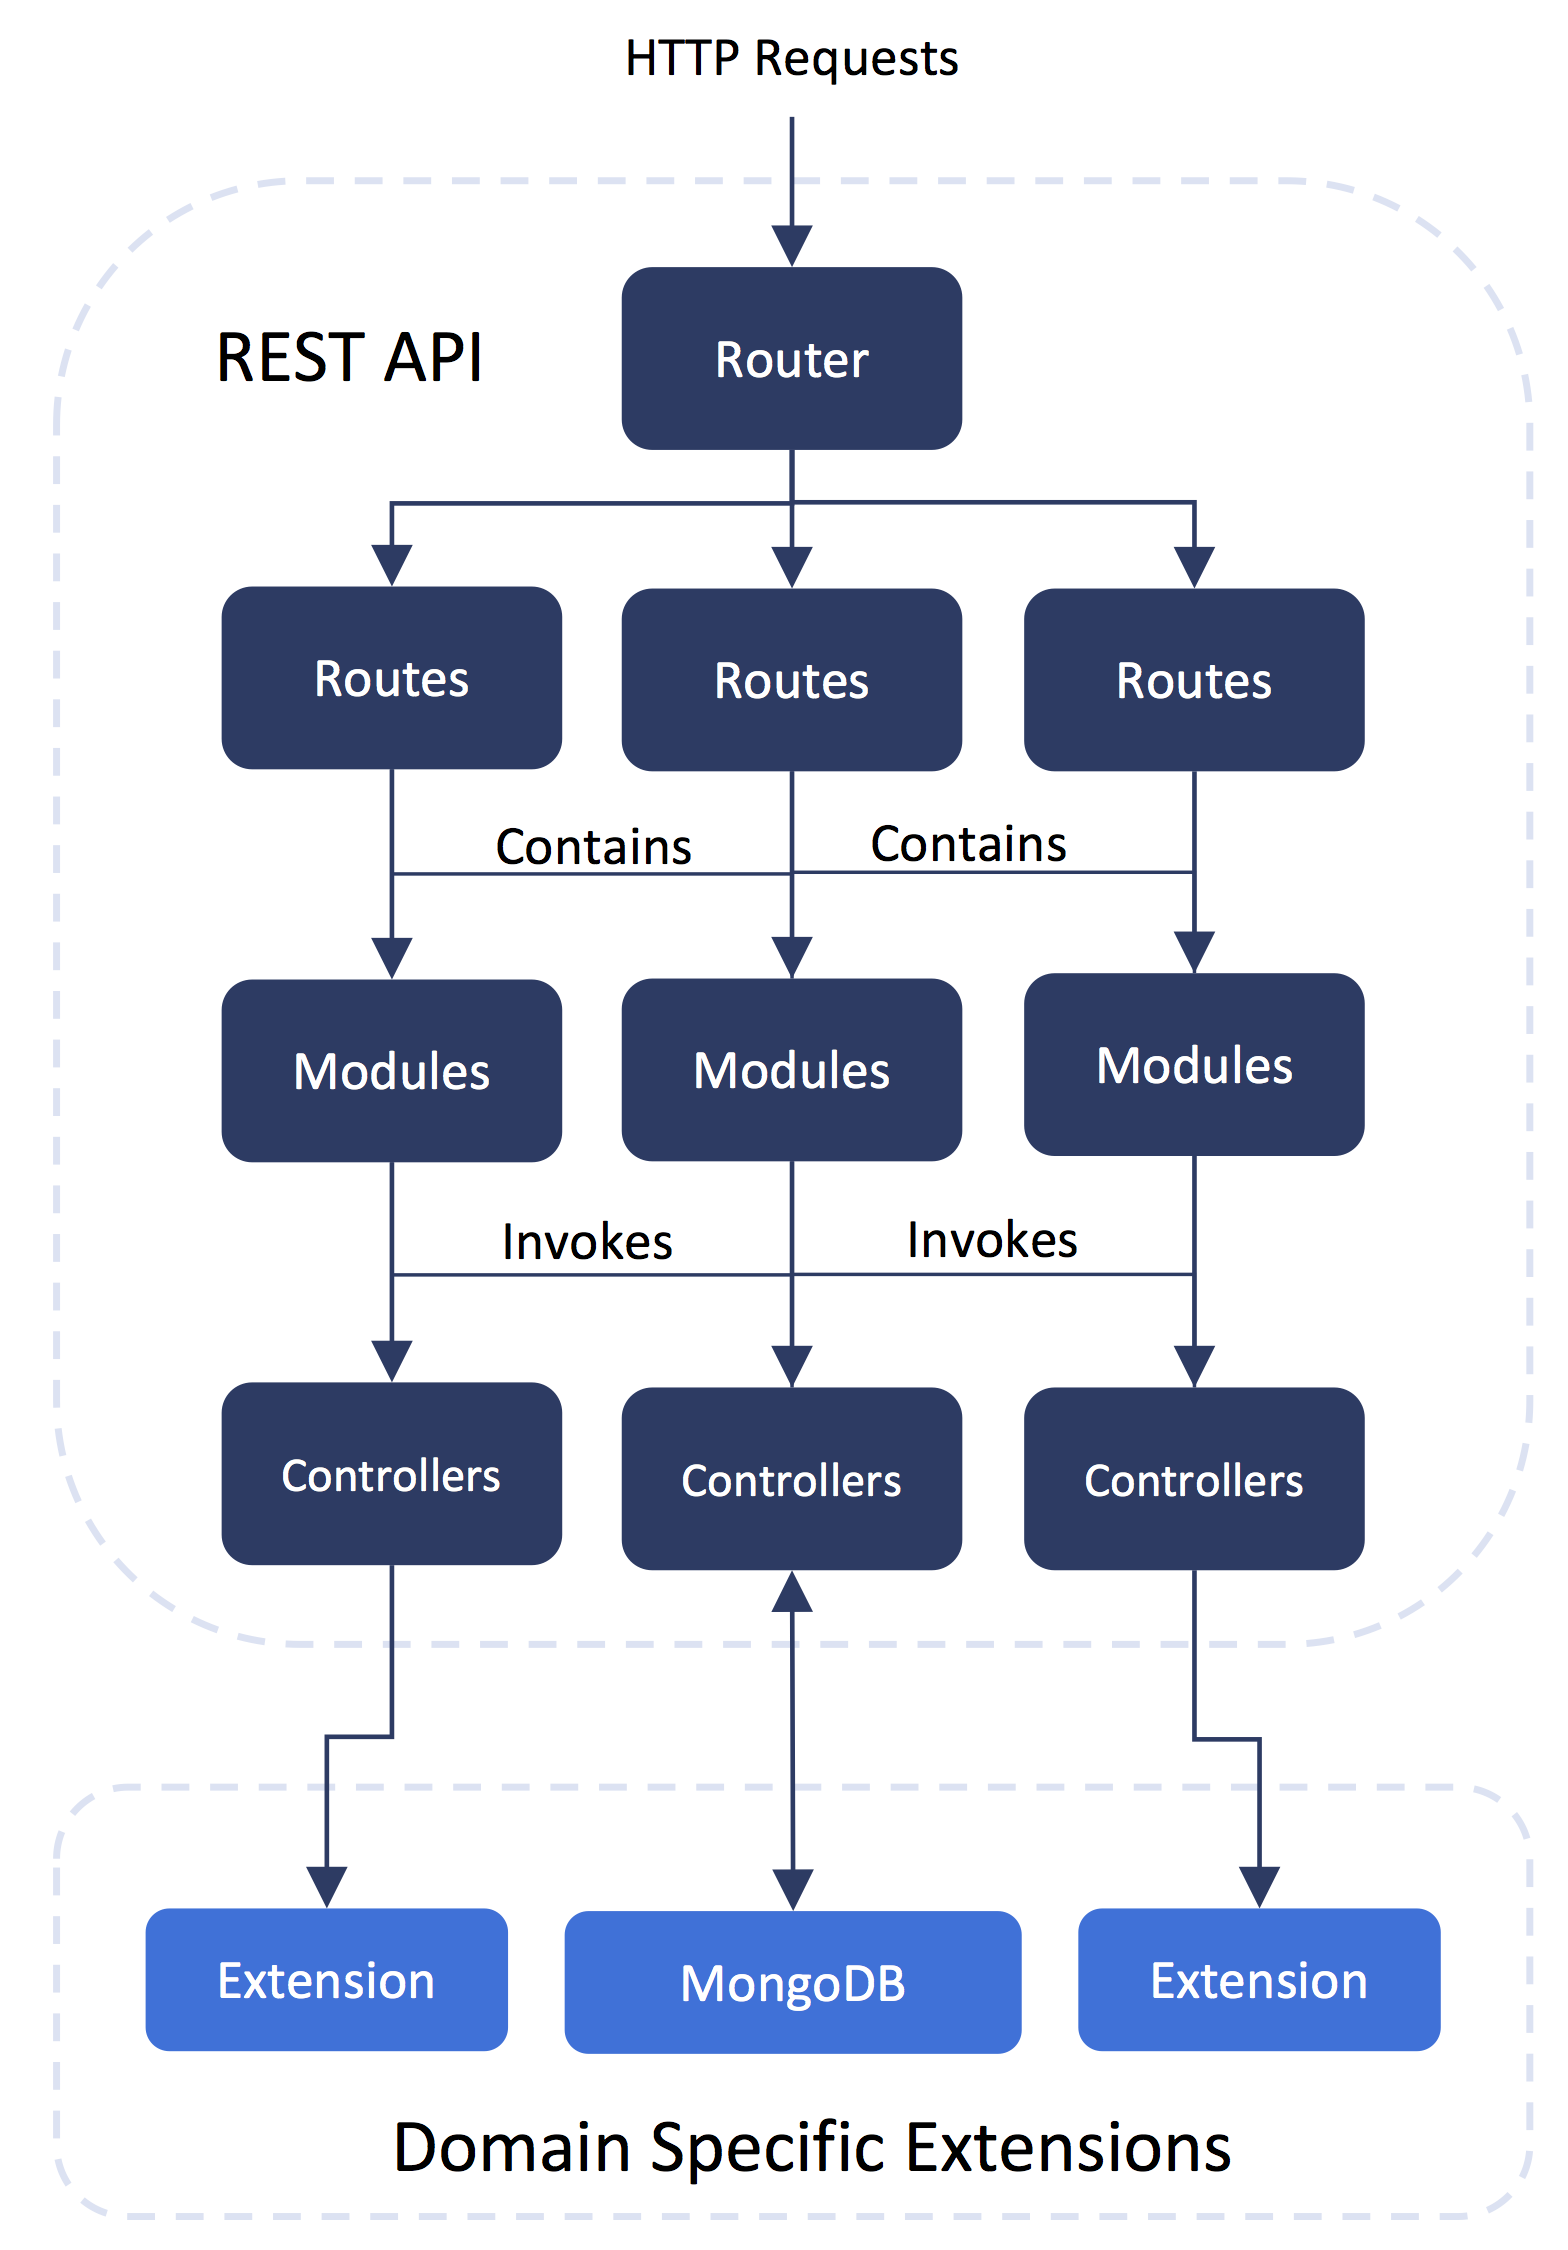 HTTP Requests
REST API
Router
Routes
Routes
Routes
Contains
Contains
Modules
Modules
Modules
Invokes
Invokes
Controllers
Controllers
Controllers
Extension
MongoDB
Extension
Domain Specific Extensions